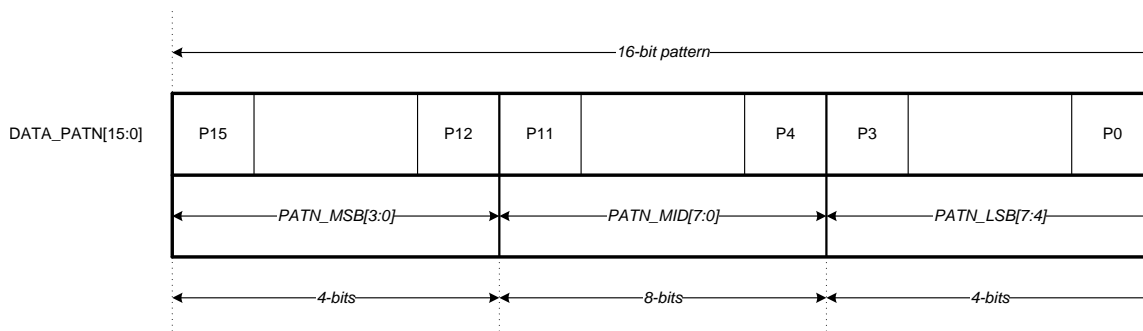 16-bit pattern
DATA_PATN[15:0] P15 P12 P11 P4 P3 P0
PATN_MSB[3:0] PATN_MID[7:0] PATN_LSB[7:4]
4-bits 8-bits 4-bits